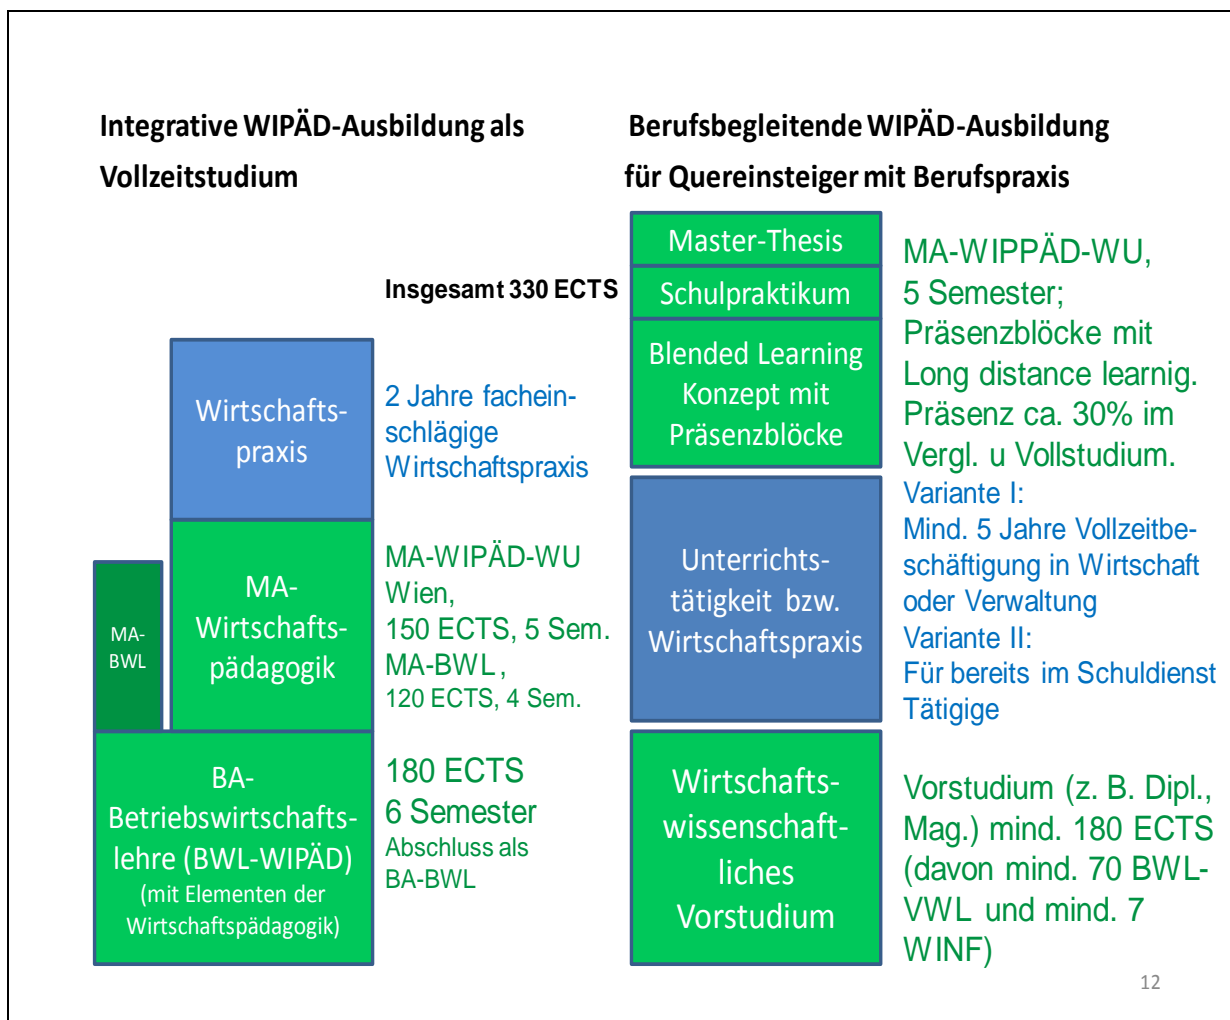 Integrative WIPÄD-Ausbildung als
Vollzeitstudium
Insgesamt 330 ECTS
Wirtschafts-
praxis
2 Jahre fachein-
schlägige
Wirtschaftspraxis
MA-
BWL
MA-
Wirtschafts-
pädagogik
MA-WIPÄD-WU
Wien,
150 ECTS, 5 Sem.
MA-BWL ,
120 ECTS, 4 Sem.
BA-
Betriebswirtschafts-
lehre (BWL-WIPÄD)
(mit Elementen der
Wirtschaftspädagogik)
180 ECTS
6 Semester
Abschluss als
BA-BWL
Berufsbegleitende WIPÄD-Ausbildung
für Quereinsteiger mit Berufspraxis
Master-Thesis
Schulpraktikum
Blended Learning
Konzept mit
Präsenzblöcke
MA-WIPPÄD-WU,
5 Semester;
Präsenzblöcke mit
Long distance learnig.
Präsenz ca. 30% im
Vergl. u Vollstudium.
Unterrichts-
tätigkeit bzw.
Wirtschaftspraxis
Variante I:
Mind. 5 Jahre Vollzeitbe-
schäftigung in Wirtschaft
oder Verwaltung
Variante II:
Für bereits im Schuldienst
Tätigige
Wirtschafts-
wissenschaft-
liches
Vorstudium
Vorstudium (z. B. Dipl.,
Mag.) mind. 180 ECTS
(davon mind. 70 BWL-
VWL und mind. 7
WINF)
12